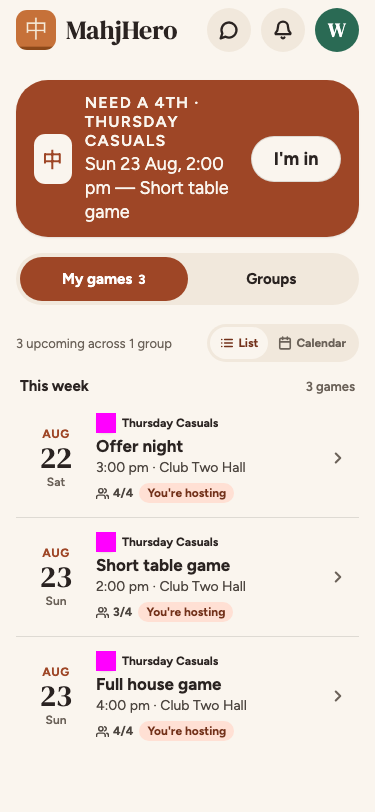 中 MahjHero W
NEED A 4TH ·
THURSDAY
CASUALS
中
Sun 23 Aug, 2:00
pm — Short table
game
I'm in
My games 3
Groups
3 upcoming across 1 group
List
Calendar
This week
3 games
Thursday Casuals
AUG
22
Sat
Offer night
3:00 pm · Club Two Hall
4/4 You're hosting
Thursday Casuals
AUG
23
Sun
Short table game
2:00 pm · Club Two Hall
3/4 You're hosting
Thursday Casuals
AUG
23
Sun
Full house game
4:00 pm · Club Two Hall
4/4 You're hosting